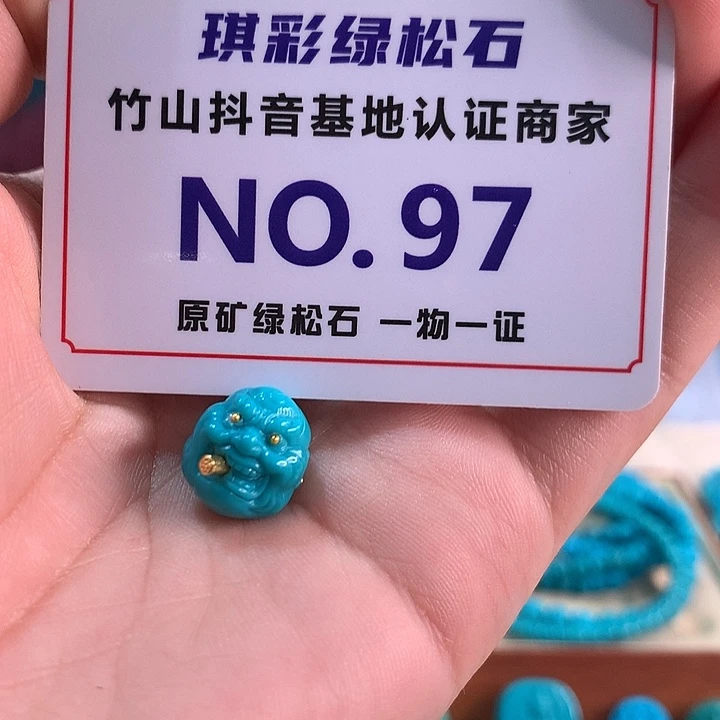 琪彩绿松石
竹山抖音基地认证商家
NO.97
原矿绿松石 一物一证